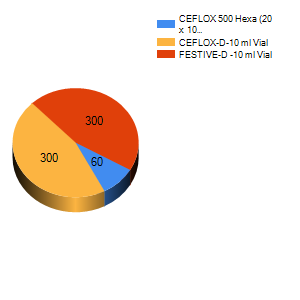 CEFLOX 500 Hexa (20
x 10...
CEFLOX-D-10 ml Vial
FESTIVE-D -10 ml Vial
300
300
60